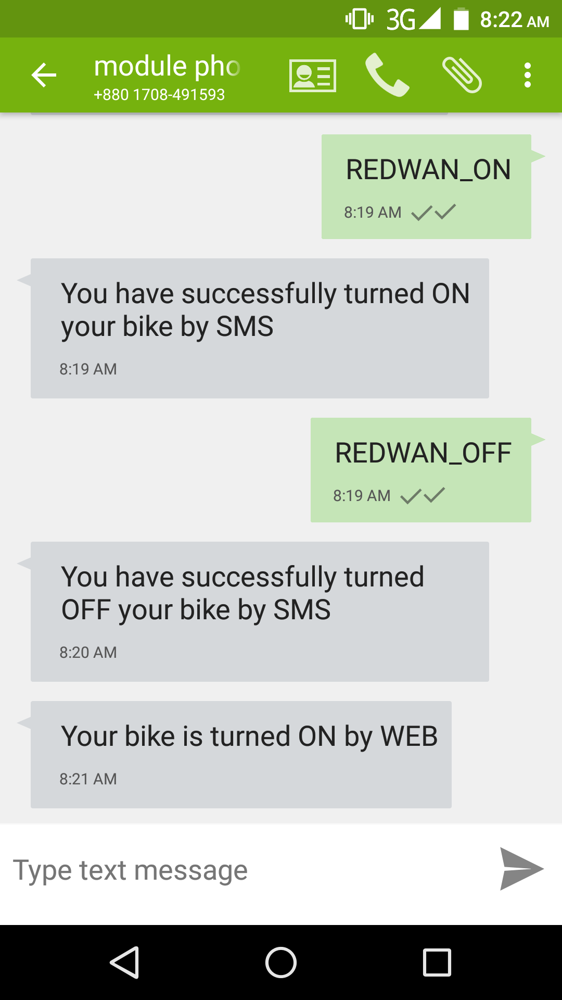 3G 8:22 AM
module pho
+880 1708-491593
REDWAN_ON
8:19 AM
You have successfully turned ON
your bike by SMS
8:19 AM
REDWAN_OFF
8:19 AM
You have successfully turned
OFF your bike by SMS
8:20 AM
Your bike is turned ON by WEB
8:21 AM
Type text message